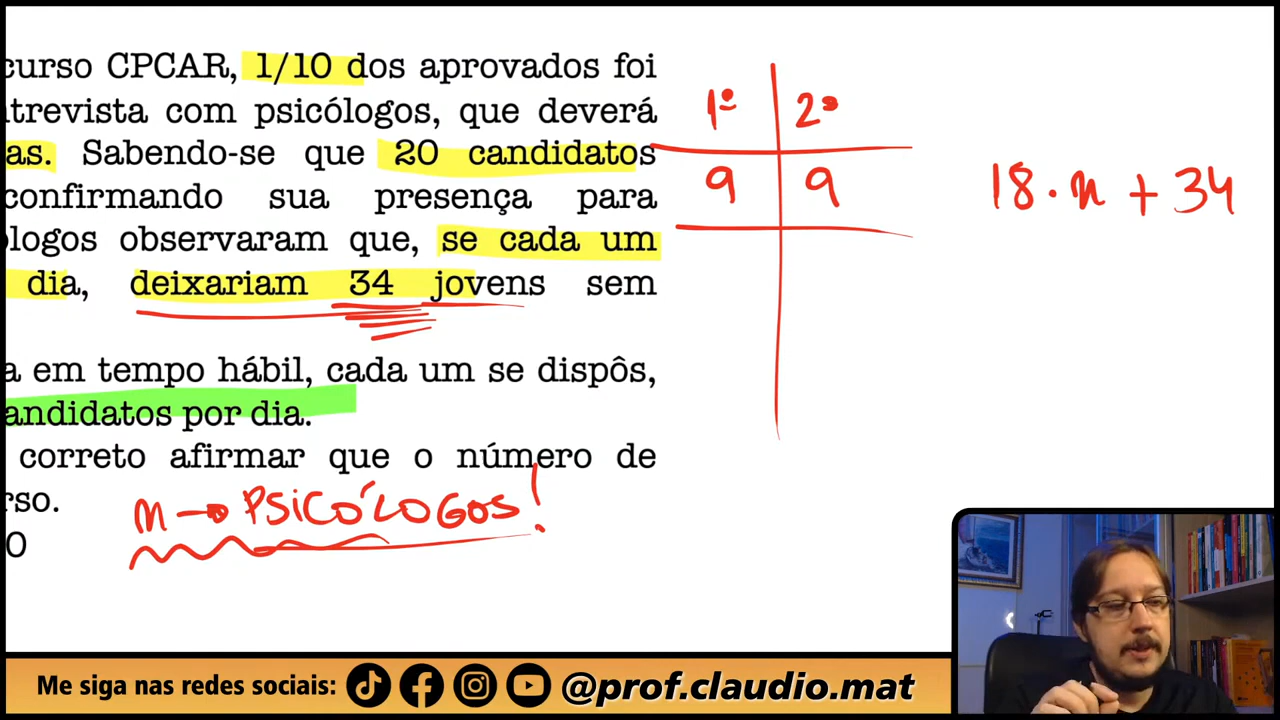 curso CPCAR, 1/10 dos aprovados foi
ntrevista com psicólogos, que deverá
as. Sabendo-se que 20 candidatos
confirmando sua presença para
ólogos observaram que, se cada um
dia, deixariam 34 jovens sem
a em tempo hábil, cada um se dispôs,
andidatos por dia.
correto afirmar que o número de
rso.
0
n → PSICÓLOGOS!
1º 2º
9 9
18 · n + 34
Me siga nas redes sociais: @prof.claudio.mat